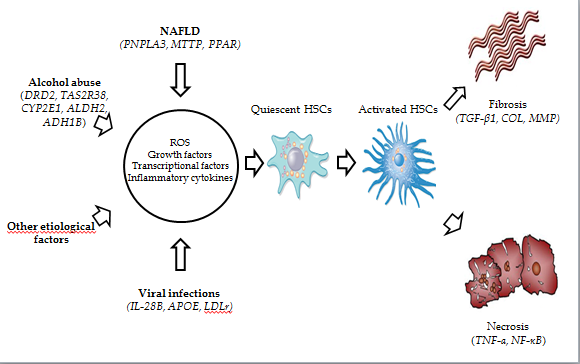 NAFLD
(PNPLA3, MTTP, PPAR)
Alcohol abuse
(DRD2, TAS2R38,
CYP2E1, ALDH2,
ADH1B)
ROS
Growth factors
Transcriptional factors
Inflammatory cytokines
Other etiological
factors
Viral infections
(IL-28B, APOE, LDLr)
Quiescent HSCs
Activated HSCs
Fibrosis
(TGF-β1, COL, MMP)
Necrosis
(TNF-a, NF-κB)